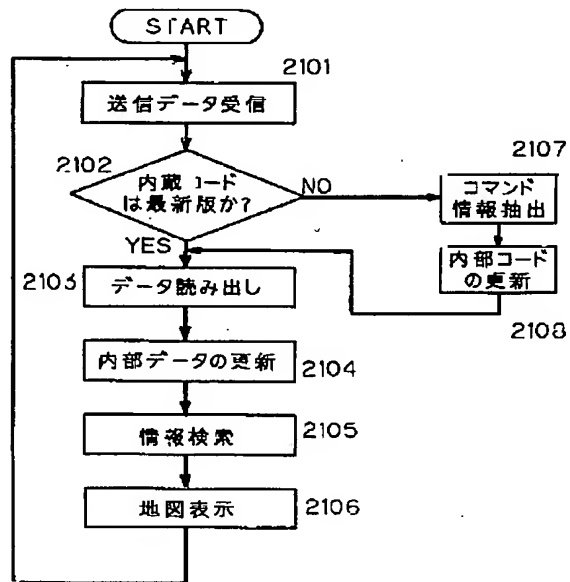 START
2101
送信データ受信
2102
内蔵コード
は最新版か?
NO
YES
2107
コマンド
情報抽出
内部コード
の更新
2108
2103
データ読み出し
内部データの更新
2104
情報検索
2105
地図表示
2106